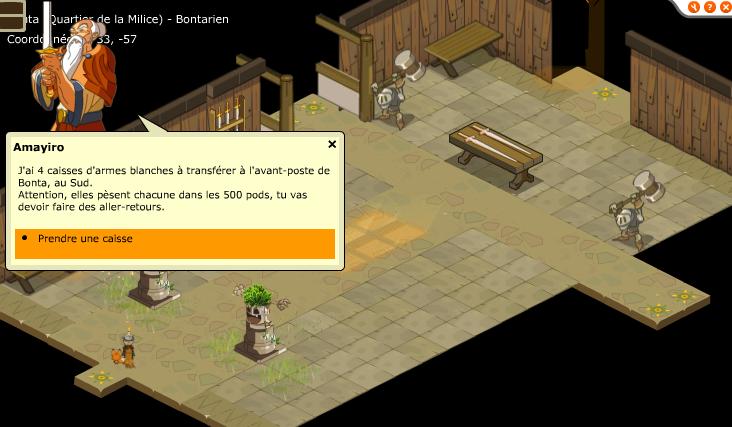 (Quartier de la Milice) - Bontarien
33, -57
Amayiro
J'ai 4 caisses d'armes blanches à transférer à l'avant-poste de
Bonta, au Sud.
Attention, elles pèsent chacune dans les 500 pods, tu vas
devoir faire des aller-retours.
Prendre une caisse